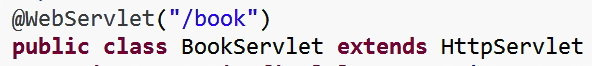 @WebServlet("/book")
public class BookServlet extends HttpServlet